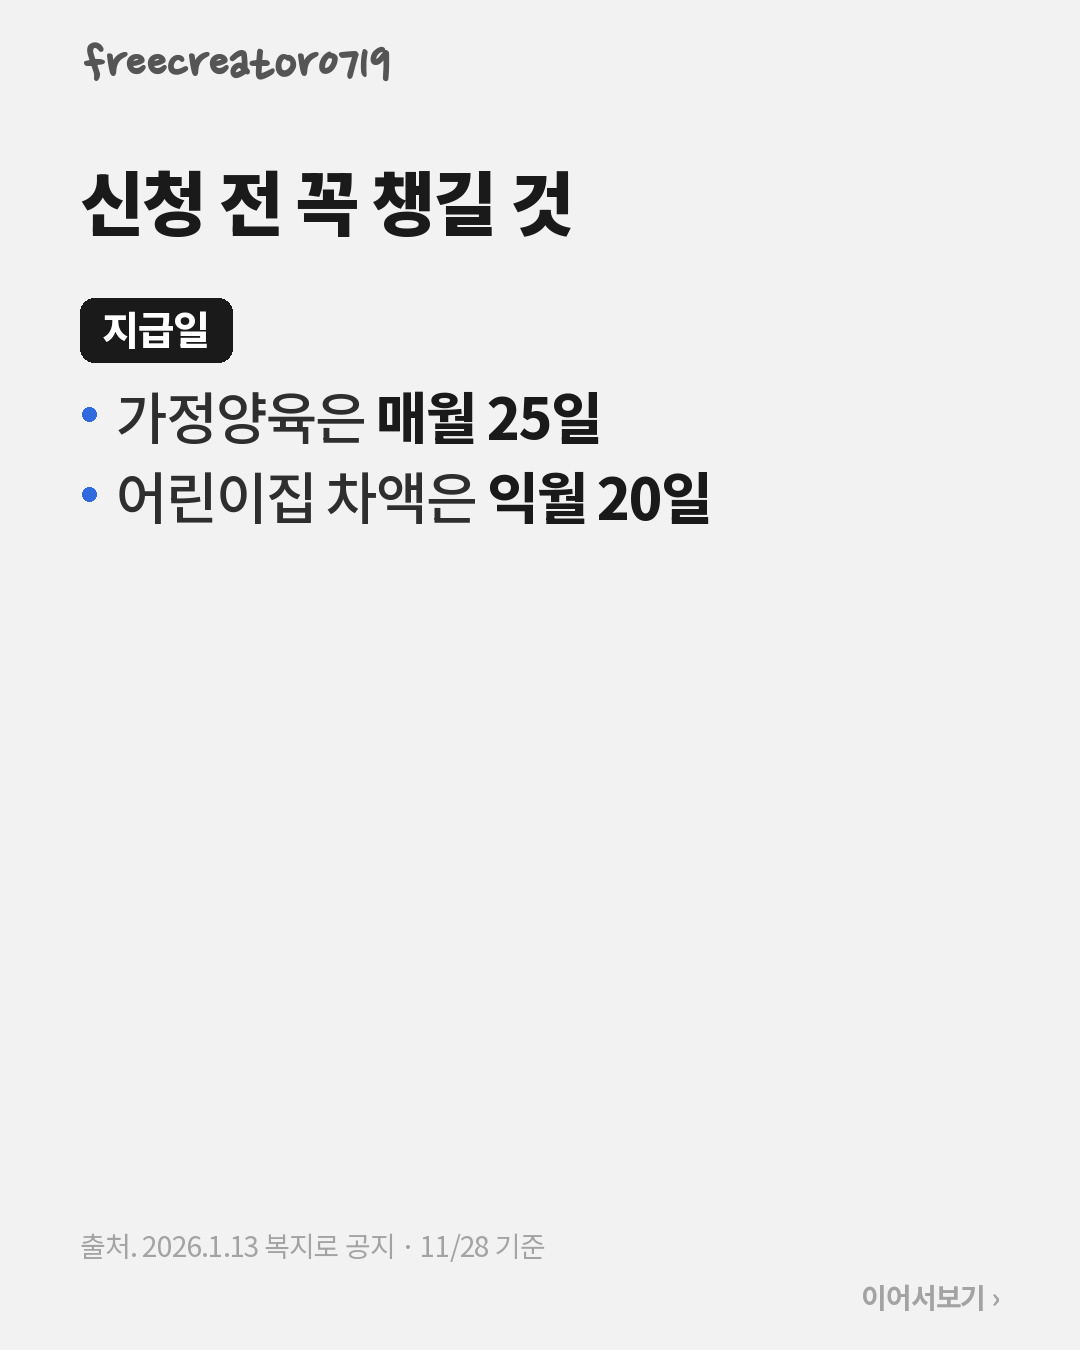 freecreator0719
신청 전 꼭 챙길 것
지급일
• 가정양육은 매월 25일
• 어린이집 차액은 익월 20일
출처. 2026.1.13 복지로 공지 · 11/28 기준
이어서보기 ›